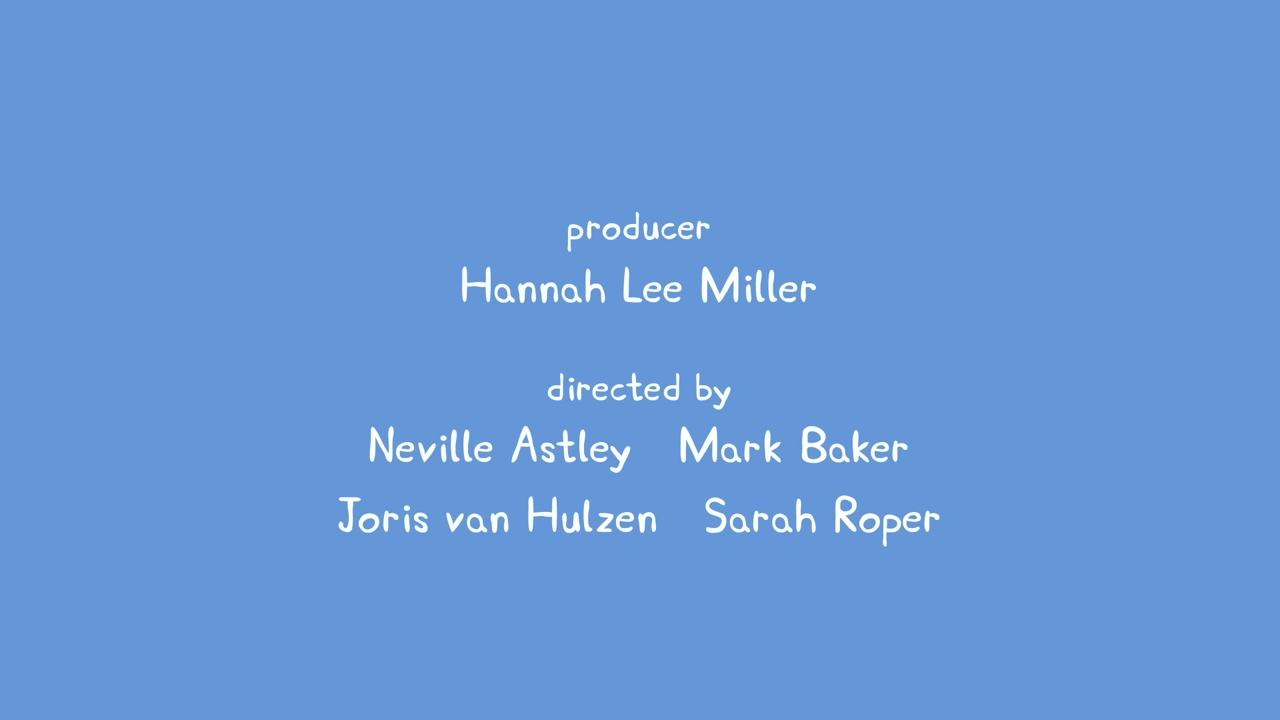 producer
Hannah Lee Miller
directed by
Neville Astley Mark Baker
Joris van Hulzen Sarah Roper